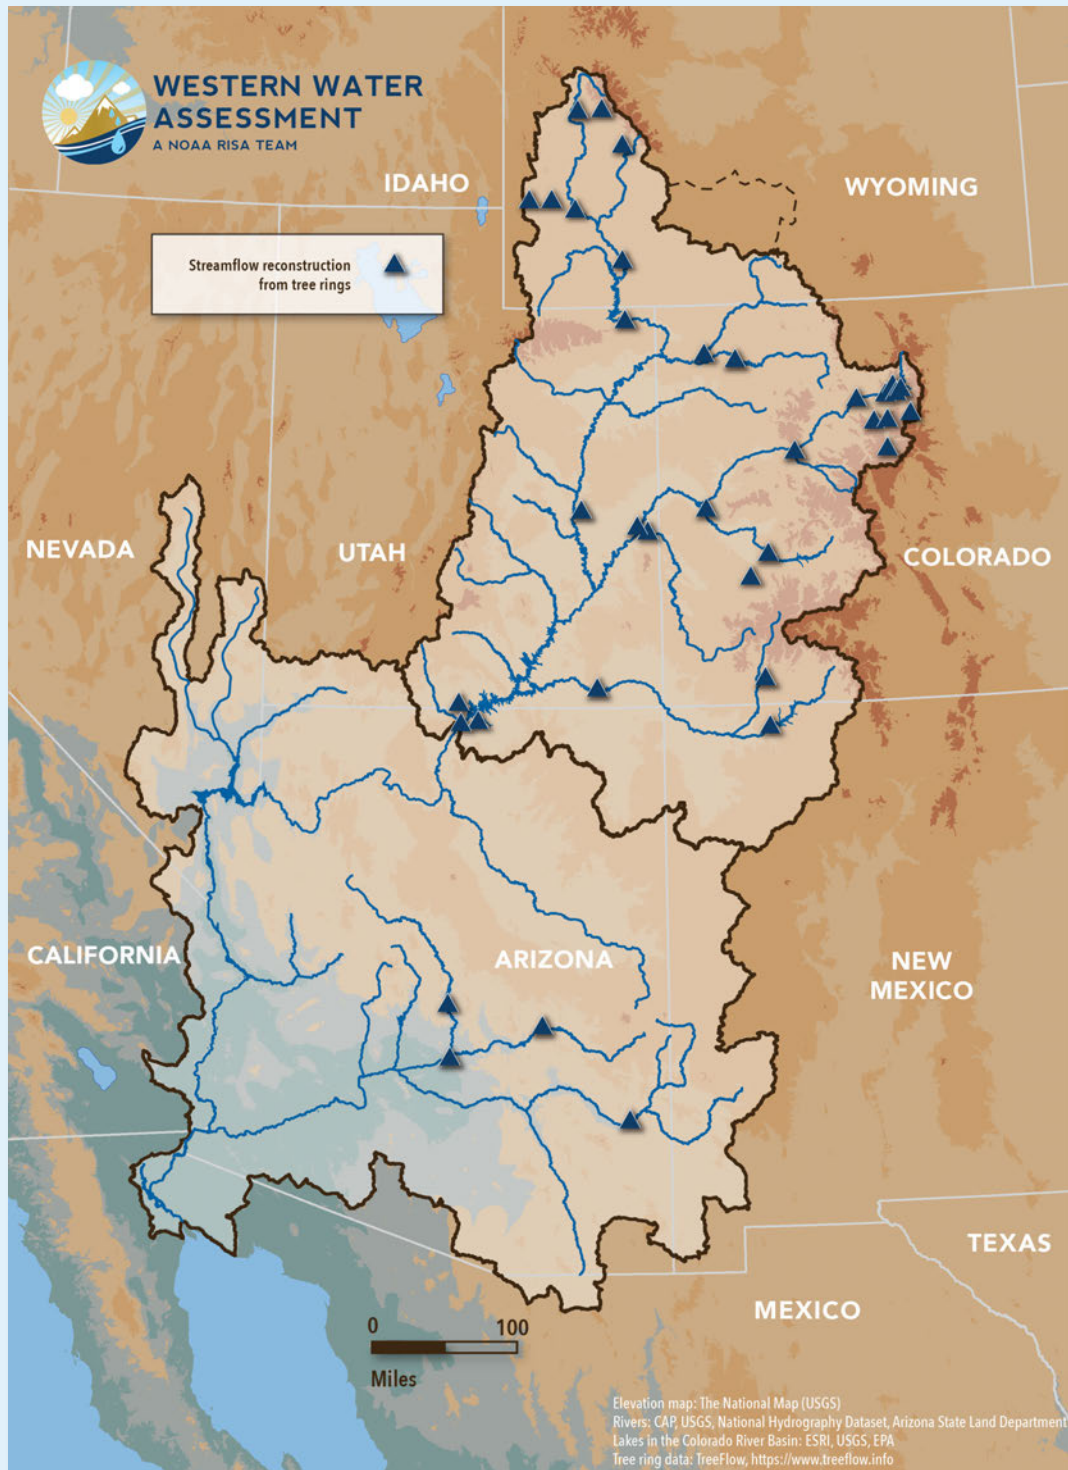 WESTERN WATER
ASSESSMENT
A NOAA RISA TEAM
IDAHO
WYOMING
Streamflow reconstruction
from tree rings
NEVADA
UTAH
COLORADO
CALIFORNIA
ARIZONA
NEW
MEXICO
TEXAS
MEXICO
0 100
Miles
Elevation map: The National Map (USGS)
Rivers: CAP, USGS, National Hydrography Dataset, Arizona State Land Department
Lakes in the Colorado River Basin: ESRI, USGS, EPA
Tree ring data: TreeFlow, https://www.treeflow.info